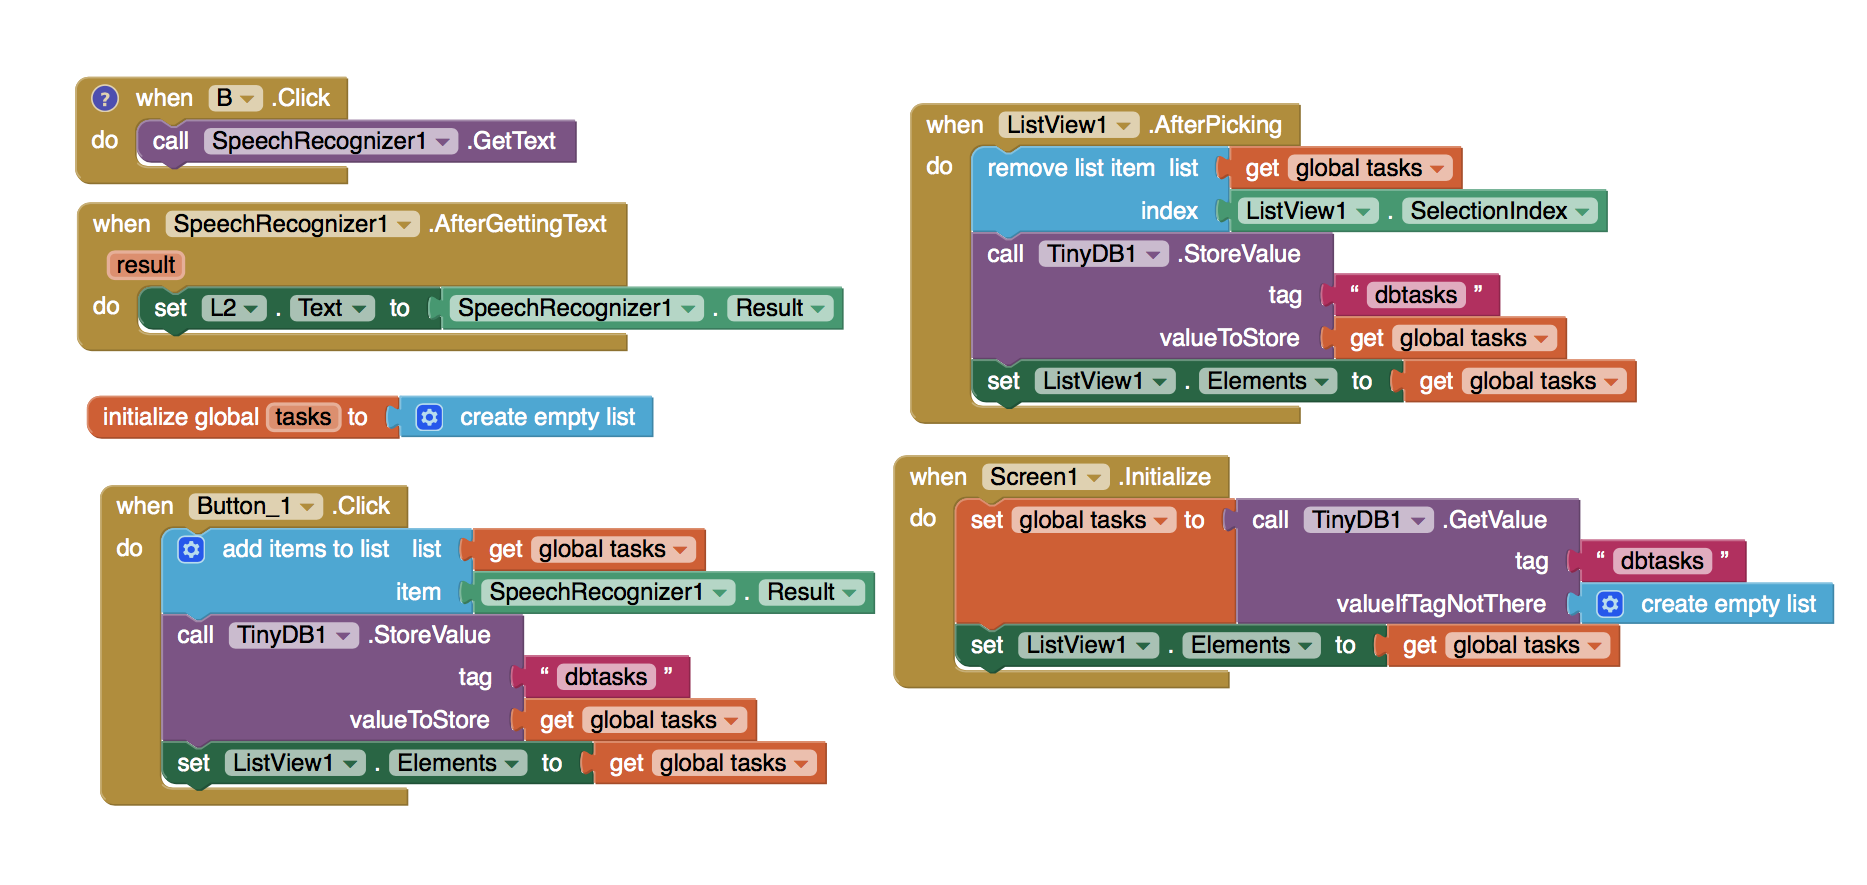 ? when B .Click
do call SpeechRecognizer1 .GetText
when SpeechRecognizer1 .AfterGettingText
result
do set L2 . Text to SpeechRecognizer1 . Result
initialize global tasks to create empty list
when Button_1 .Click
do add items to list list get global tasks
item SpeechRecognizer1 . Result
call TinyDB1 .StoreValue
tag “ dbtasks ”
valueToStore get global tasks
set ListView1 . Elements to get global tasks
when ListView1 .AfterPicking
do remove list item list get global tasks
index ListView1 . SelectionIndex
call TinyDB1 .StoreValue
tag “ dbtasks ”
valueToStore get global tasks
set ListView1 . Elements to get global tasks
when Screen1 .Initialize
do set global tasks to call TinyDB1 .GetValue
tag “ dbtasks ”
valueIfTagNotThere create empty list
set ListView1 . Elements to get global tasks